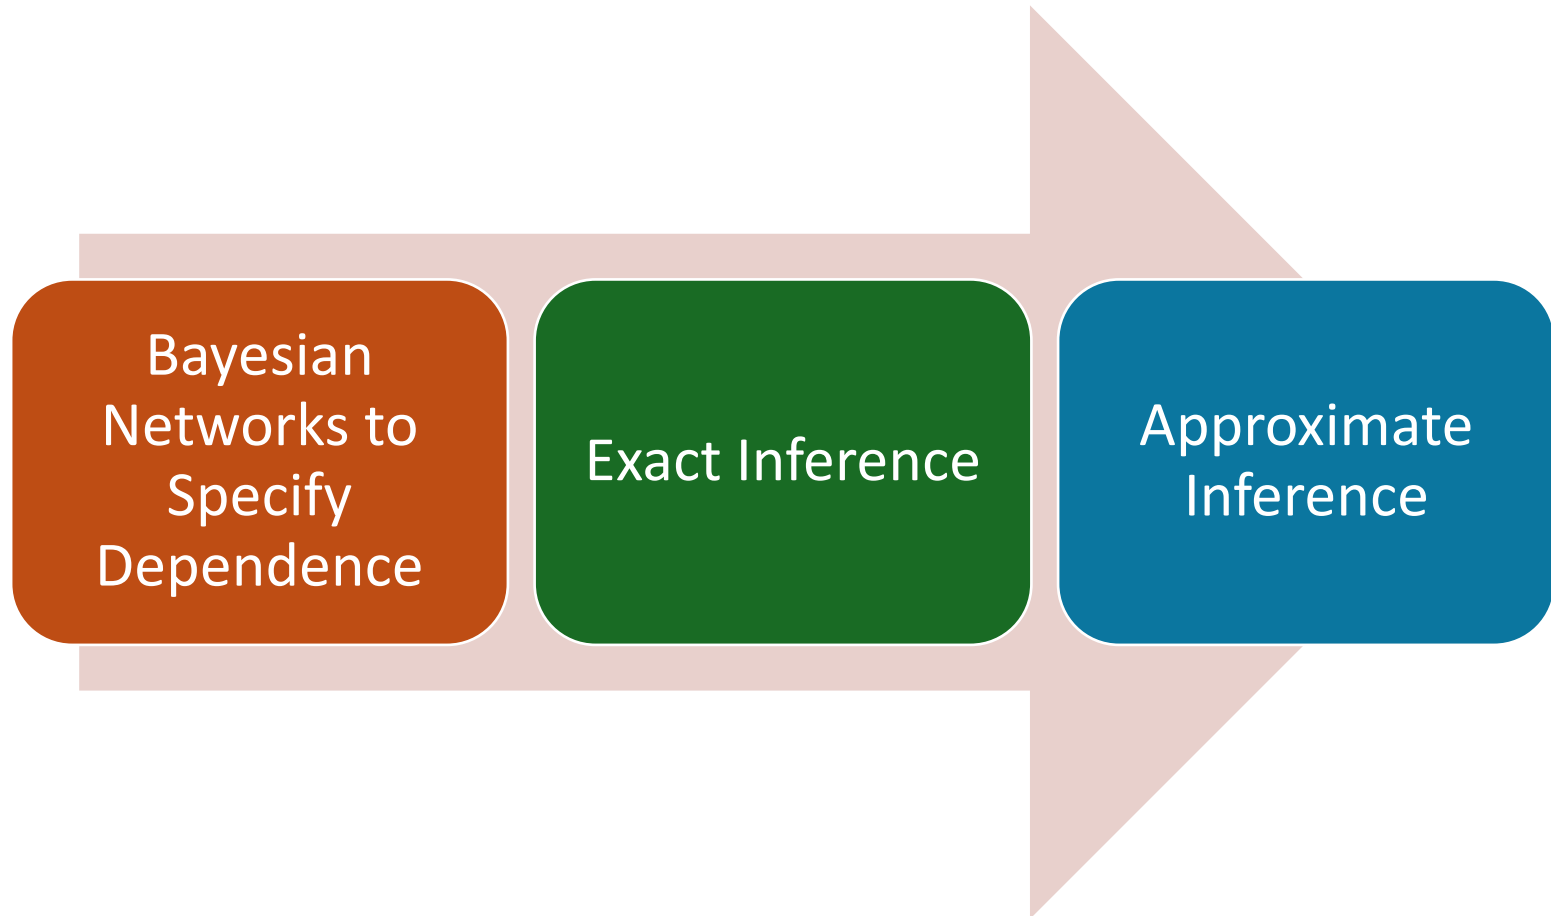 Bayesian
Networks to
Specify
Dependence
Exact Inference
Approximate
Inference